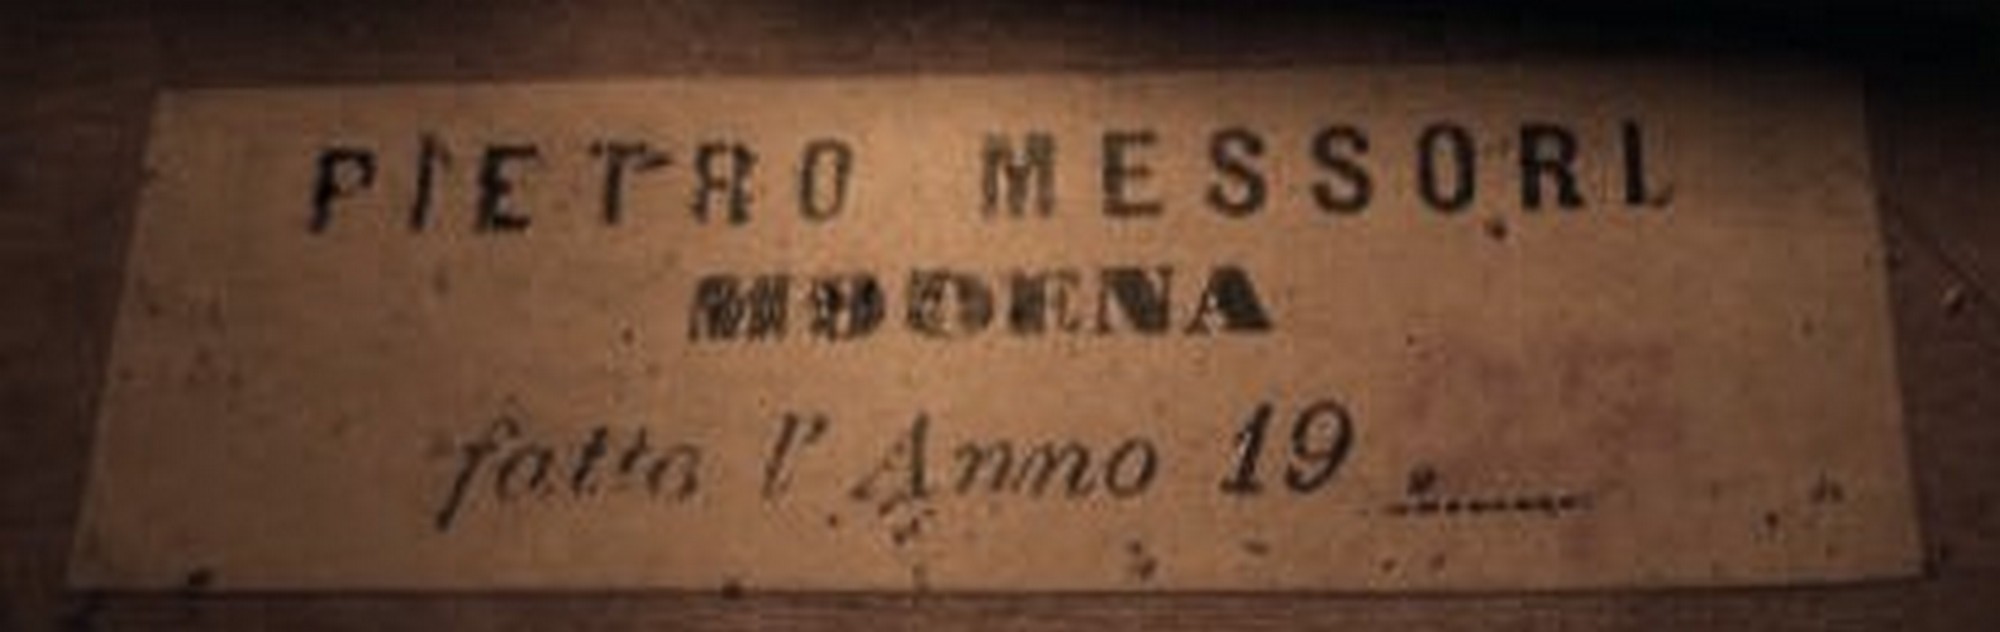 PIETRO MESSORI
MODENA
fatto l'Anno 19